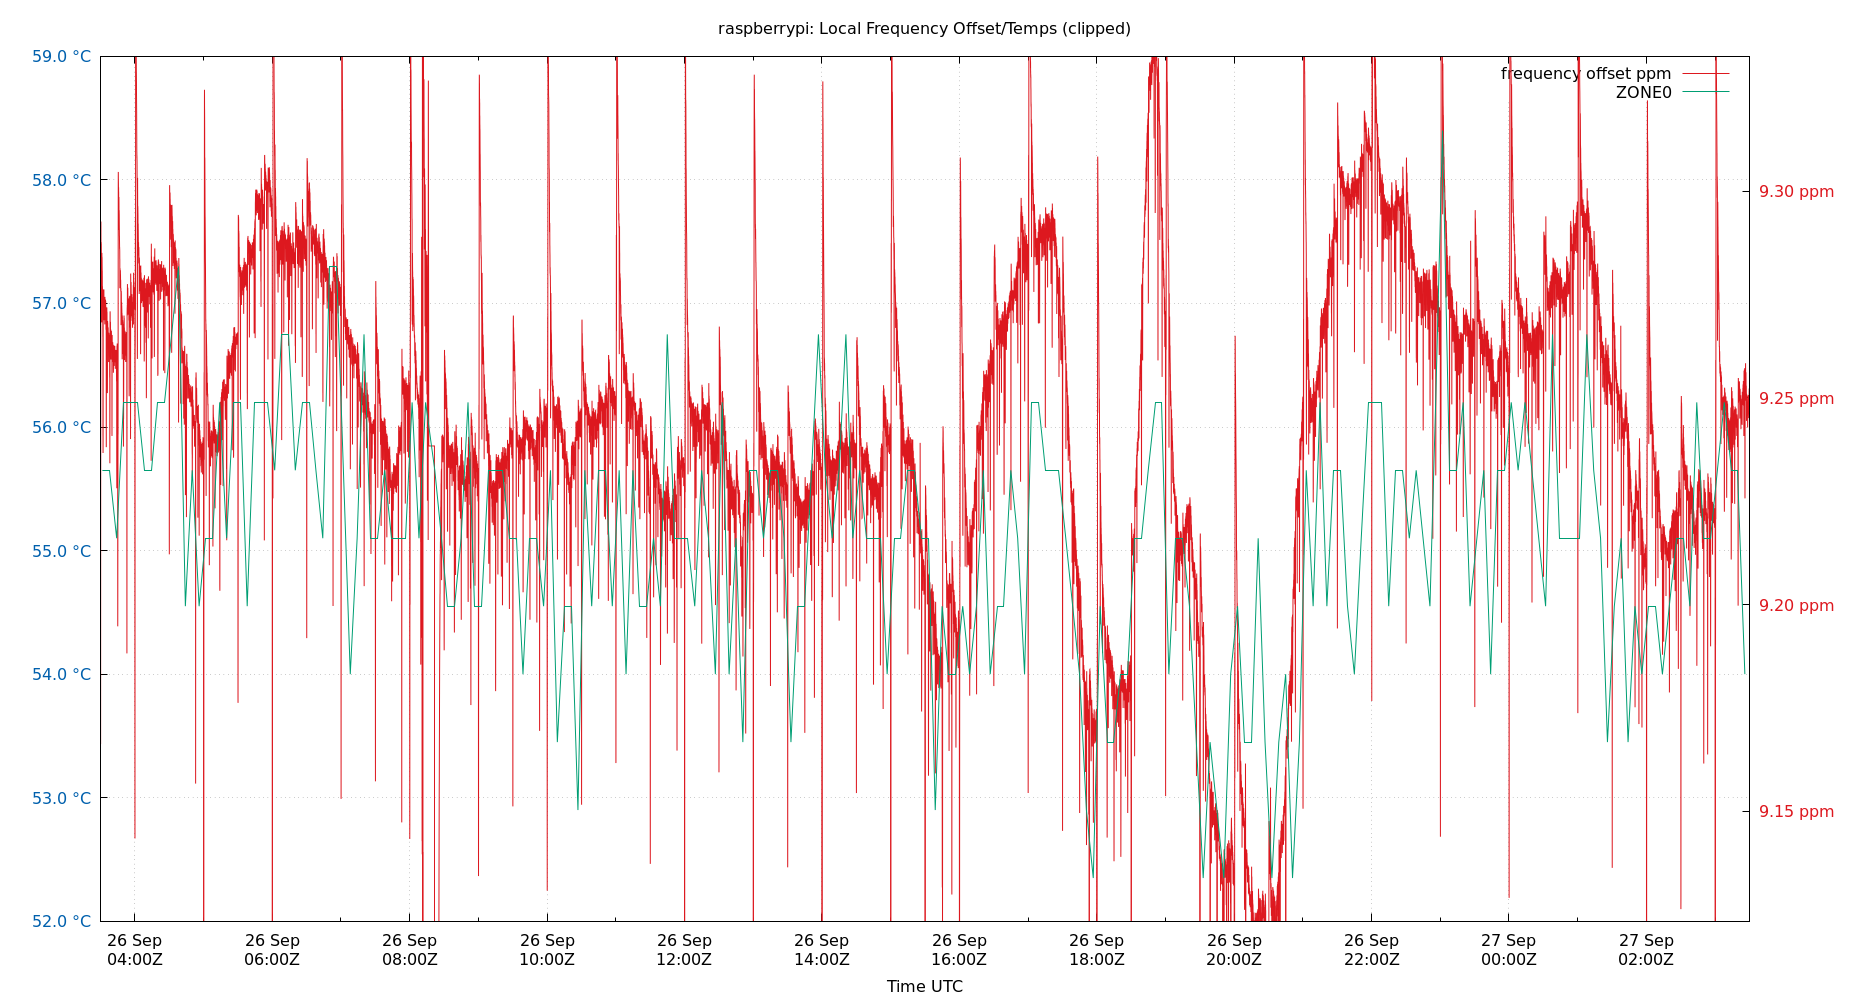 raspberrypi: Local Frequency Offset/Temps (clipped)
59.0 °C
58.0 °C
57.0 °C
56.0 °C
55.0 °C
54.0 °C
53.0 °C
52.0 °C
frequency offset ppm
ZONE0
9.30 ppm
9.25 ppm
9.20 ppm
9.15 ppm
26 Sep 26 Sep 26 Sep 26 Sep 26 Sep 26 Sep 26 Sep 26 Sep 26 Sep 26 Sep 27 Sep 27 Sep
04:00Z 06:00Z 08:00Z 10:00Z 12:00Z 14:00Z 16:00Z 18:00Z 20:00Z 22:00Z 00:00Z 02:00Z
Time UTC